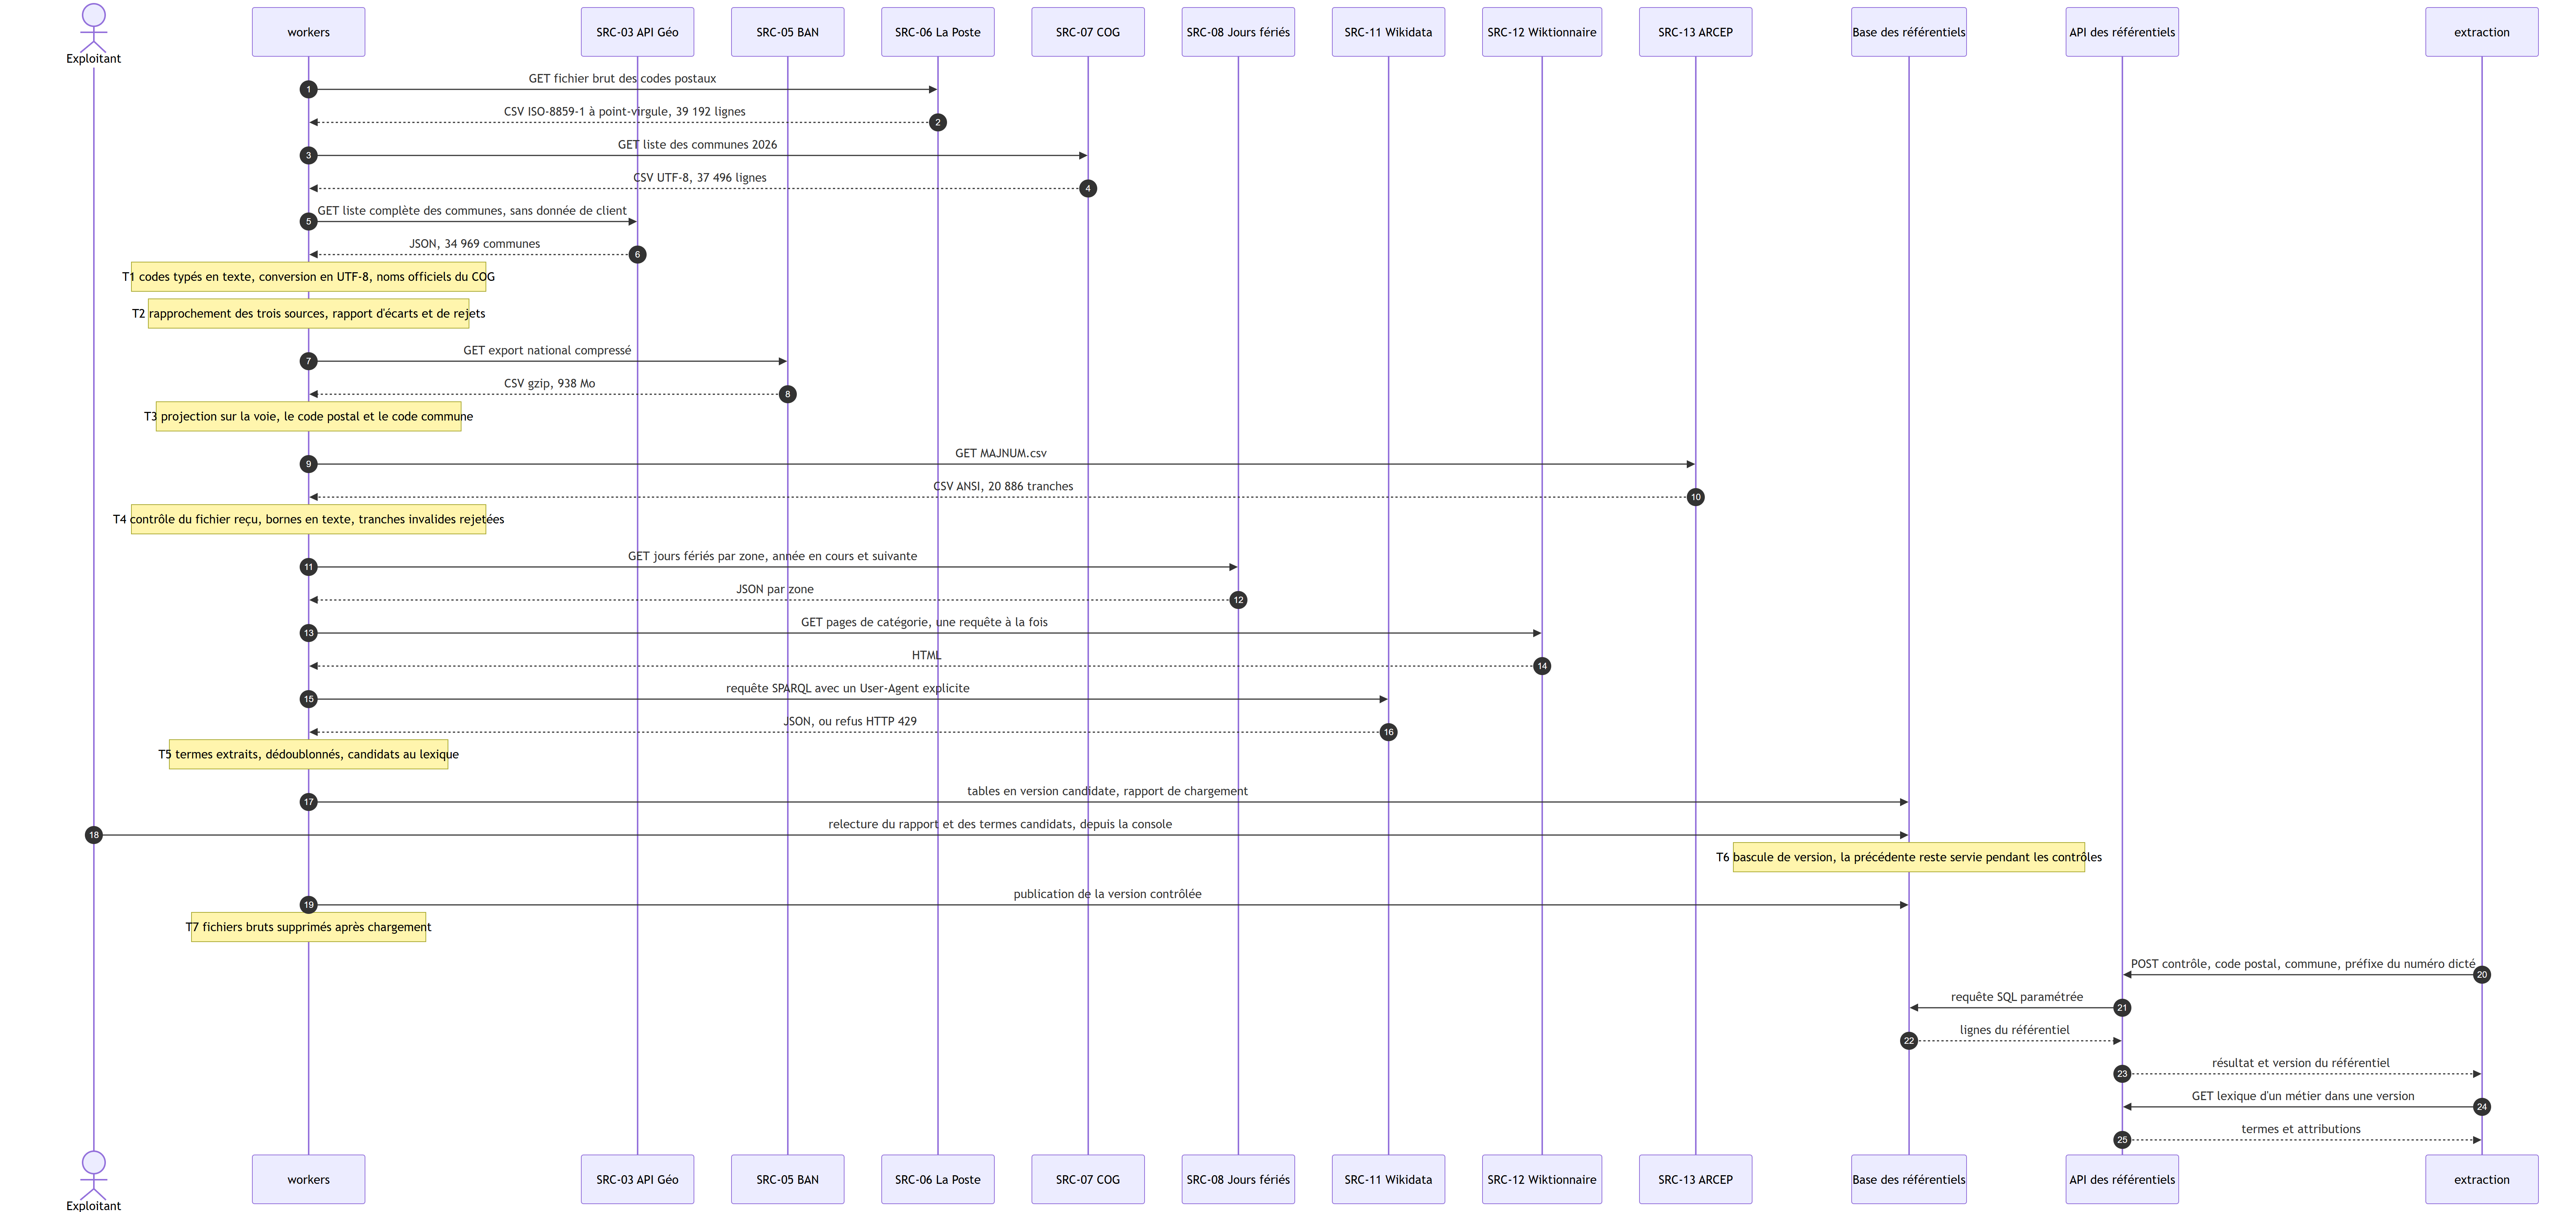 Exploitant
workers
SRC-03 API Géo
SRC-05 BAN
SRC-06 La Poste
SRC-07 COG
SRC-08 Jours fériés
SRC-11 Wikidata
SRC-12 Wiktionnaire
SRC-13 ARCEP
Base des référentiels
API des référentiels
extraction
GET fichier brut des codes postaux
1
CSV ISO-8859-1 à point-virgule, 39 192 lignes
2
GET liste des communes 2026
3
CSV UTF-8, 37 496 lignes
4
GET liste complète des communes, sans donnée de client
5
JSON, 34 969 communes
6
T1 codes typés en texte, conversion en UTF-8, noms officiels du COG
T2 rapprochement des trois sources, rapport d'écarts et de rejets
GET export national compressé
7
CSV gzip, 938 Mo
8
T3 projection sur la voie, le code postal et le code commune
GET MAJNUM.csv
9
CSV ANSI, 20 886 tranches
10
T4 contrôle du fichier reçu, bornes en texte, tranches invalides rejetées
GET jours fériés par zone, année en cours et suivante
11
JSON par zone
12
GET pages de catégorie, une requête à la fois
13
HTML
14
requête SPARQL avec un User-Agent explicite
15
JSON, ou refus HTTP 429
16
T5 termes extraits, dédoublonnés, candidats au lexique
tables en version candidate, rapport de chargement
17
relecture du rapport et des termes candidats, depuis la console
18
T6 bascule de version, la précédente reste servie pendant les contrôles
publication de la version contrôlée
19
T7 fichiers bruts supprimés après chargement
POST contrôle, code postal, commune, préfixe du numéro dicté
20
requête SQL paramétrée
21
lignes du référentiel
22
résultat et version du référentiel
23
GET lexique d'un métier dans une version
24
termes et attributions
25
Exploitant
workers
SRC-03 API Géo
SRC-05 BAN
SRC-06 La Poste
SRC-07 COG
SRC-08 Jours fériés
SRC-11 Wikidata
SRC-12 Wiktionnaire
SRC-13 ARCEP
Base des référentiels
API des référentiels
extraction